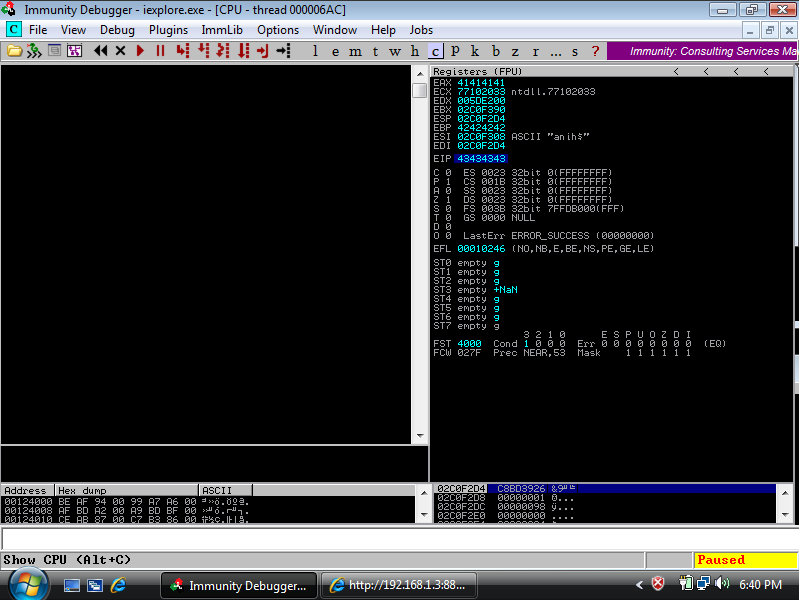 Immunity Debugger - iexplore.exe - [CPU - thread 000006AC]
C File View Debug Plugins ImmLib Options Window Help Jobs
l e m t w h c p k b z r ... s ? Immunity: Consulting Services Ma
Registers (FPU) < < < <
EAX 41414141
ECX 77102033 ntdll.77102033
EDX 005DE200
EBX 02C0F390
ESP 02C0F2D4
EBP 42424242
ESI 02C0F308 ASCII "anih$"
EDI 02C0F2D4
EIP 43434343
C 0 ES 0023 32bit 0(FFFFFFFF)
P 1 CS 001B 32bit 0(FFFFFFFF)
A 0 SS 0023 32bit 0(FFFFFFFF)
Z 1 DS 0023 32bit 0(FFFFFFFF)
S 0 FS 003B 32bit 7FFDB000(FFF)
T 0 GS 0000 NULL
D 0
O 0 LastErr ERROR_SUCCESS (00000000)
EFL 00010246 (NO,NB,E,BE,NS,PE,GE,LE)
ST0 empty g
ST1 empty g
ST2 empty g
ST3 empty +NaN
ST4 empty g
ST5 empty g
ST6 empty g
ST7 empty g
3 2 1 0 E S P U O Z D I
FST 4000 Cond 1 0 0 0 Err 0 0 0 0 0 0 0 0 (EQ)
FCW 027F Prec NEAR,53 Mask 1 1 1 1 1 1
Address Hex dump ASCII
00124000 BE AF 94 00 99 A7 A6 00
00124008 AF BD A2 00 A9 BD BF 00
00124010 CE AB 87 00 C7 B3 86 00
02C0F2D4 C8BD3926
02C0F2D8 00000001 0...
02C0F2DC 00000098 ÿ...
02C0F2E0 00000000 ....
Show CPU (Alt+C)
Paused
Immunity Debugger...
http://192.168.1.3:88...
6:40 PM